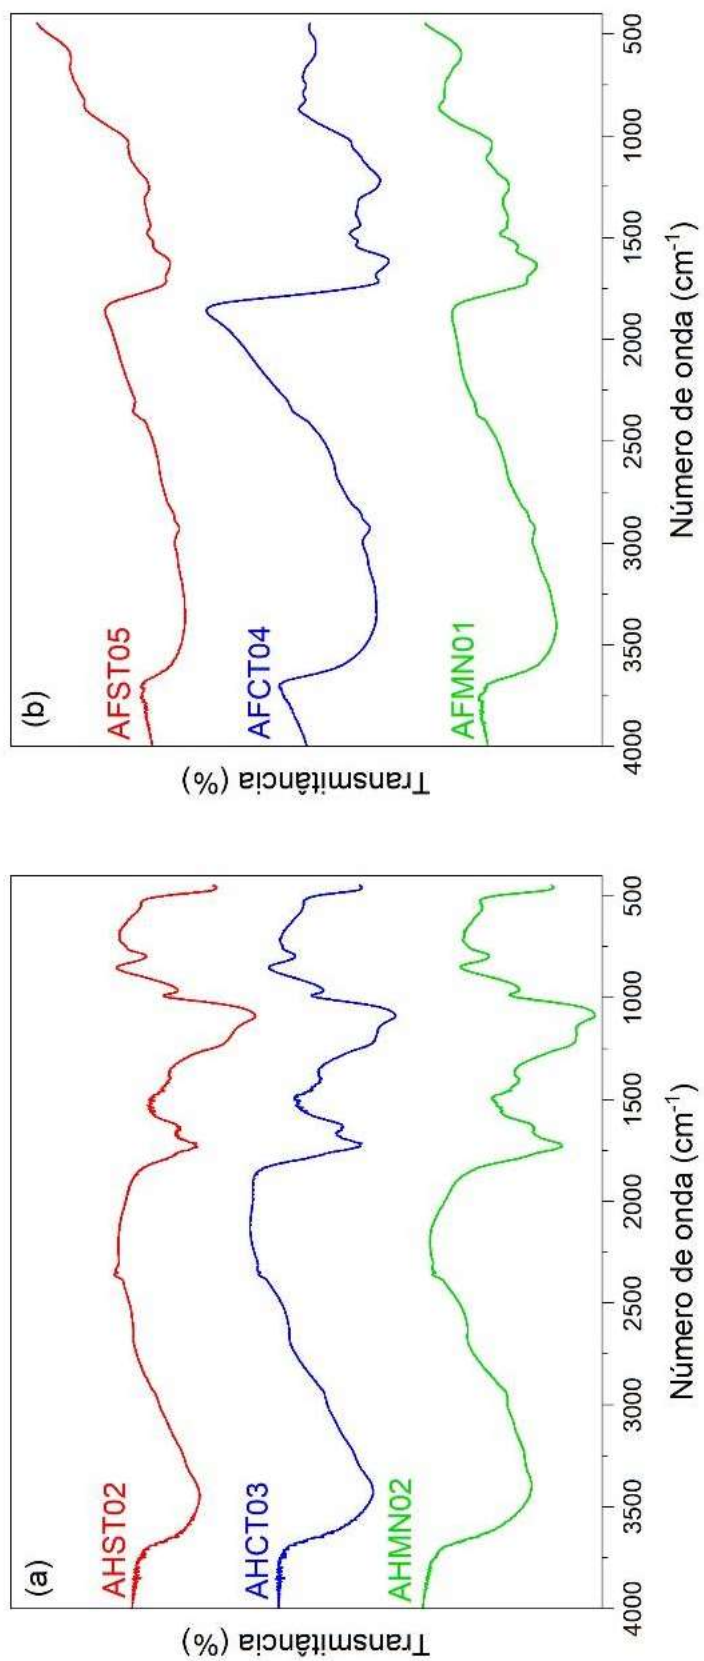 (a)
AHST02
AHCT03
AHMN02
Transmitância (%)
4000 3500 3000 2500 2000 1500 1000 500
Número de onda (cm⁻¹)
(b)
AFST05
AFCT04
AFMN01
Transmitância (%)
4000 3500 3000 2500 2000 1500 1000 500
Número de onda (cm⁻¹)